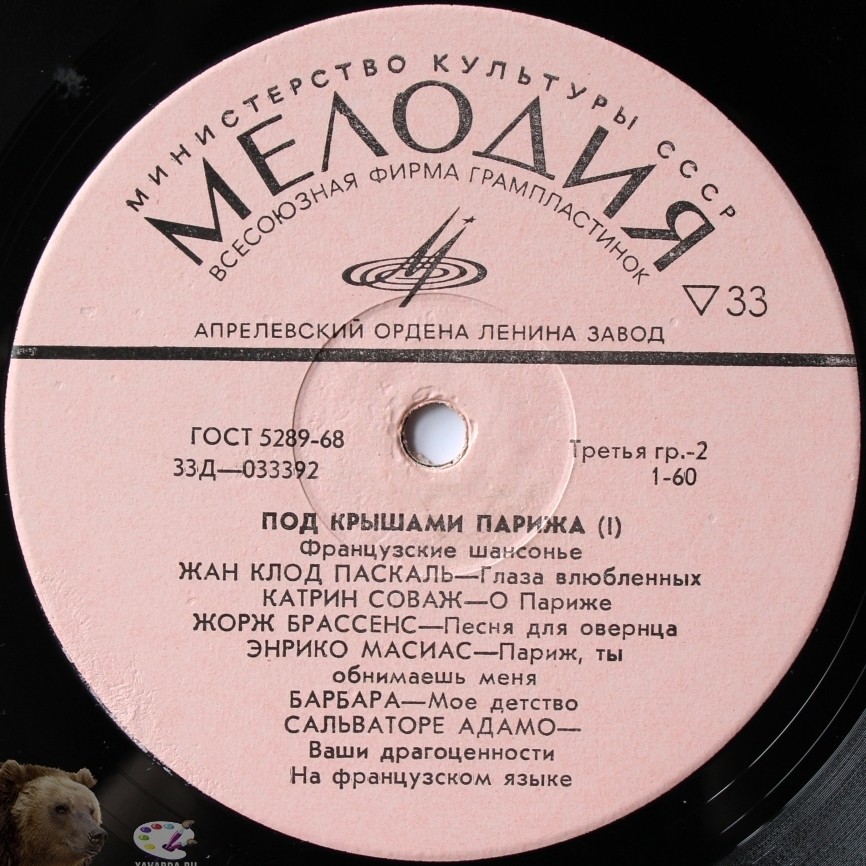 МИНИСТЕРСТВО КУЛЬТУРЫ СССР
МЕЛОДИЯ
ВСЕСОЮЗНАЯ ФИРМА ГРАМПЛАСТИНОК
▽33
АПРЕЛЕВСКИЙ ОРДЕНА ЛЕНИНА ЗАВОД
ГОСТ 5289-68
Третья гр.-2
33Д—033392
1-60
ПОД КРЫШАМИ ПАРИЖА (I)
Французские шансонье
ЖАН КЛОД ПАСКАЛЬ—Глаза влюбленных
КАТРИН СОВАЖ—О Париже
ЖОРЖ БРАССЕНС—Песня для овернца
ЭНРИКО МАСИАС—Париж, ты
обнимаешь меня
БАРБАРА—Мое детство
САЛЬВАТОРЕ АДАМО—
Ваши драгоценности
На французском языке